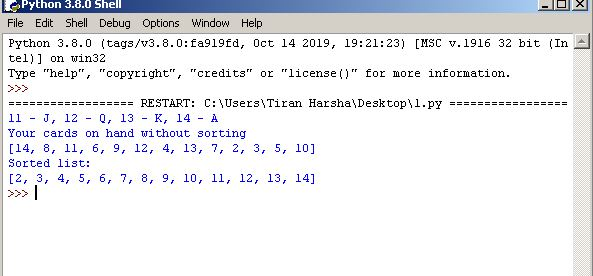 Python 3.8.0 Shell
File Edit Shell Debug Options Window Help
Python 3.8.0 (tags/v3.8.0:fa919fd, Oct 14 2019, 19:21:23) [MSC v.1916 32 bit (In
tel)] on win32
Type "help", "copyright", "credits" or "license()" for more information.
>>>
================= RESTART: C:\Users\Tiran Harsha\Desktop\1.py ================
11 - J, 12 - Q, 13 - K, 14 - A
Your cards on hand without sorting
[14, 8, 11, 6, 9, 12, 4, 13, 7, 2, 3, 5, 10]
Sorted list:
[2, 3, 4, 5, 6, 7, 8, 9, 10, 11, 12, 13, 14]
>>>